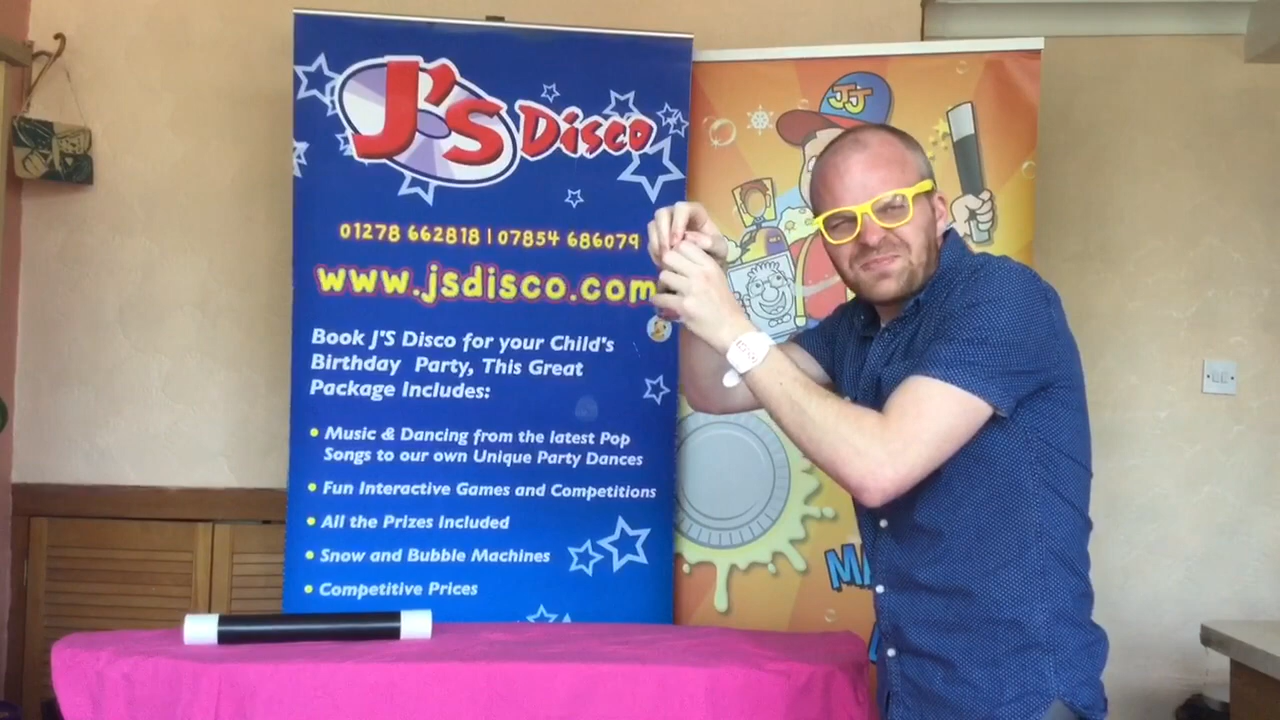 J'S Disco
01278 662818 | 07854 686079
www.jsdisco.com
Book J'S Disco for your Child's
Birthday Party, This Great
Package Includes:
• Music & Dancing from the latest Pop
Songs to our own Unique Party Dances
• Fun Interactive Games and Competitions
• All the Prizes Included
• Snow and Bubble Machines
• Competitive Prices
JJ